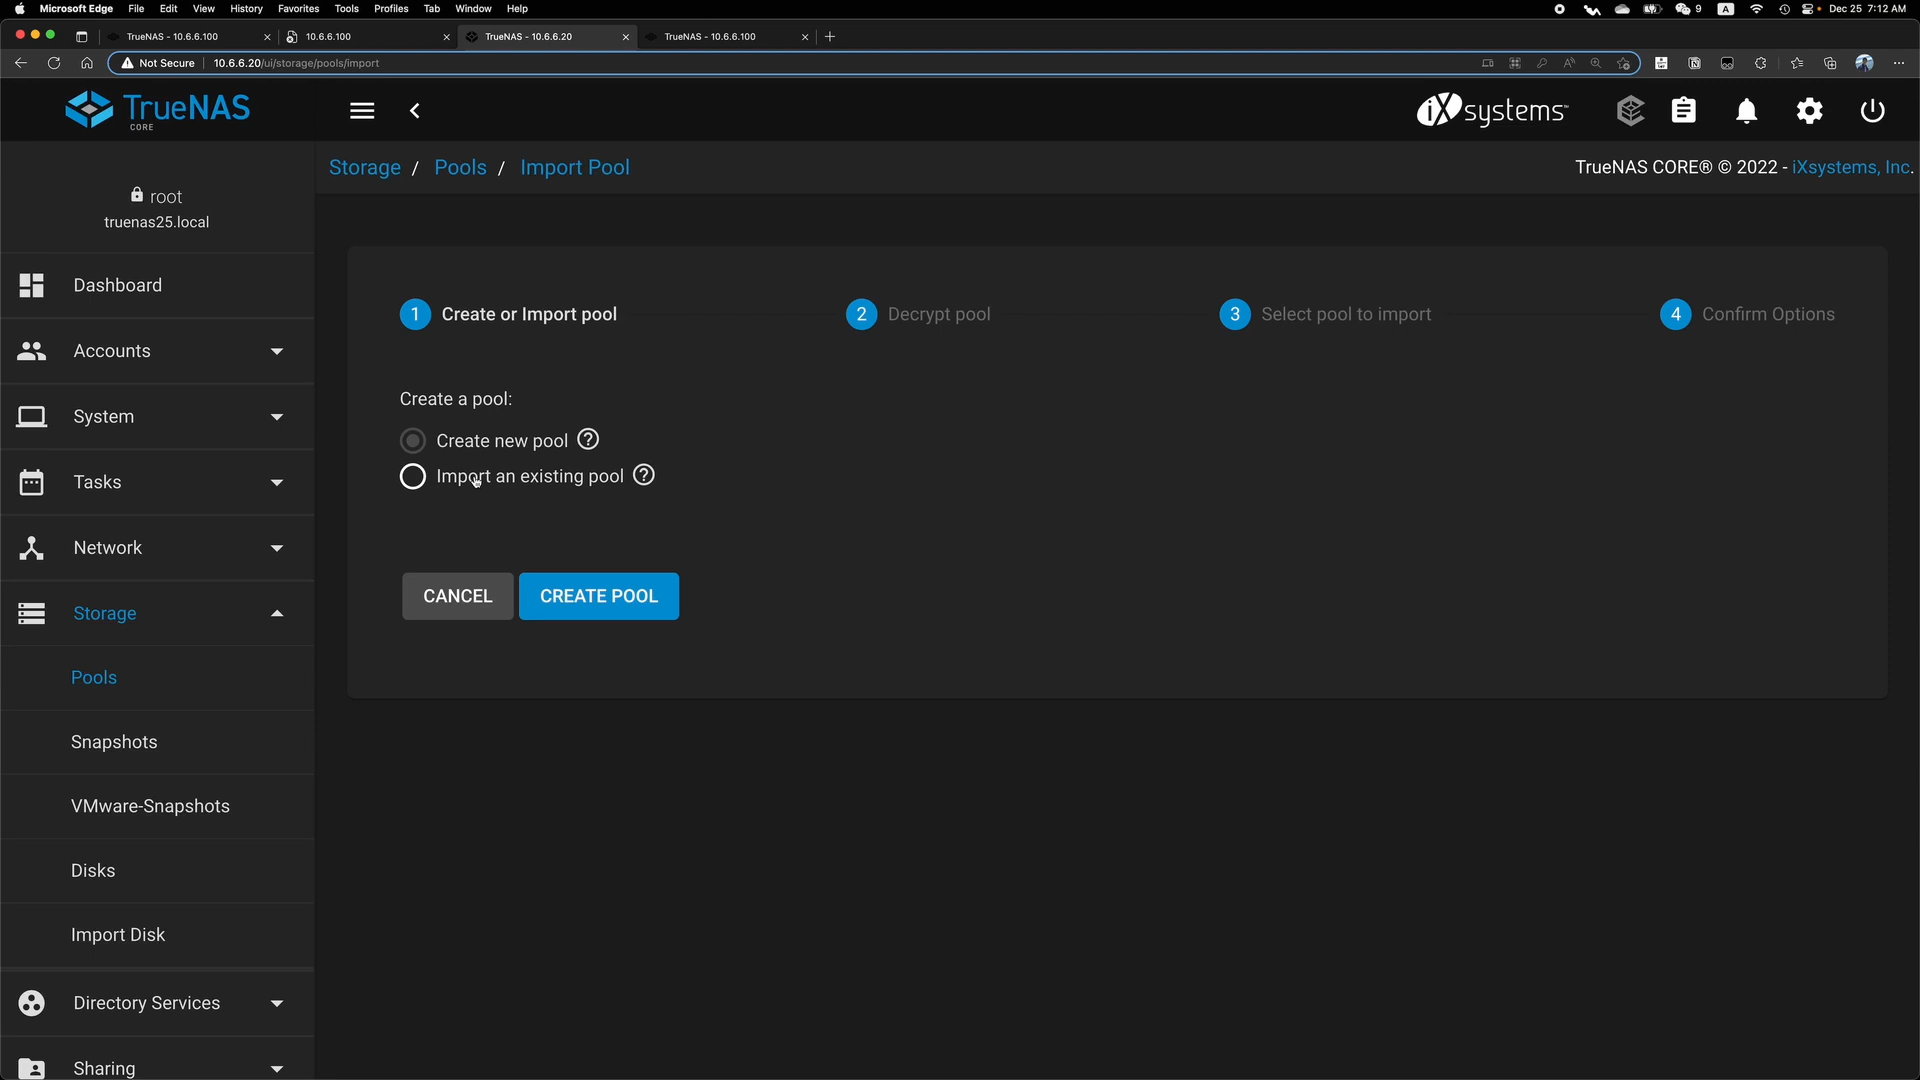 Microsoft Edge File Edit View History Favorites Tools Profiles Tab Window Help 9 A Dec 25 7:12 AM
TrueNAS - 10.6.6.100 10.6.6.100 TrueNAS - 10.6.6.20 TrueNAS - 10.6.6.100
Not Secure 10.6.6.20/ui/storage/pools/import
TrueNAS
CORE
iXsystems™
root
truenas25.local
Storage / Pools / Import Pool
TrueNAS CORE® © 2022 - iXsystems, Inc.
Dashboard
Accounts
System
Tasks
Network
Storage
Pools
Snapshots
VMware-Snapshots
Disks
Import Disk
Directory Services
Sharing
1 Create or Import pool 2 Decrypt pool 3 Select pool to import 4 Confirm Options
Create a pool:
Create new pool ?
Import an existing pool ?
CANCEL CREATE POOL